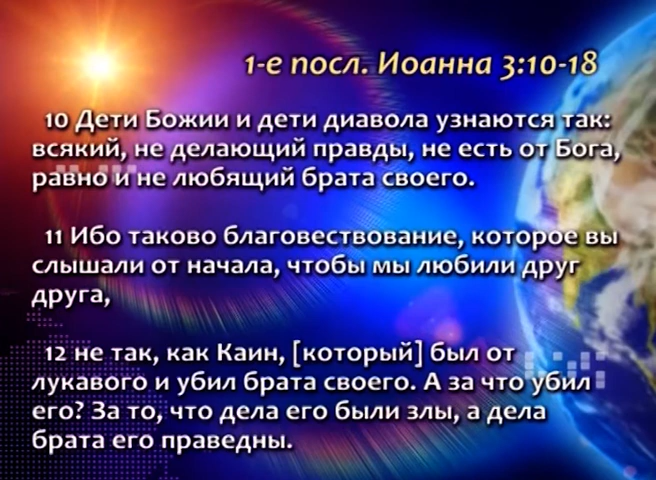 1-е посл. Иоанна 3:10-18
10 Дети Божии и дети диавола узнаются так:
всякий, не делающий правды, не есть от Бога,
равно и не любящий брата своего.
11 Ибо таково благовествование, которое вы
слышали от начала, чтобы мы любили друг
друга,
12 не так, как Каин, [который] был от
лукавого и убил брата своего. А за что убил
его? За то, что дела его были злы, а дела
брата его праведны.